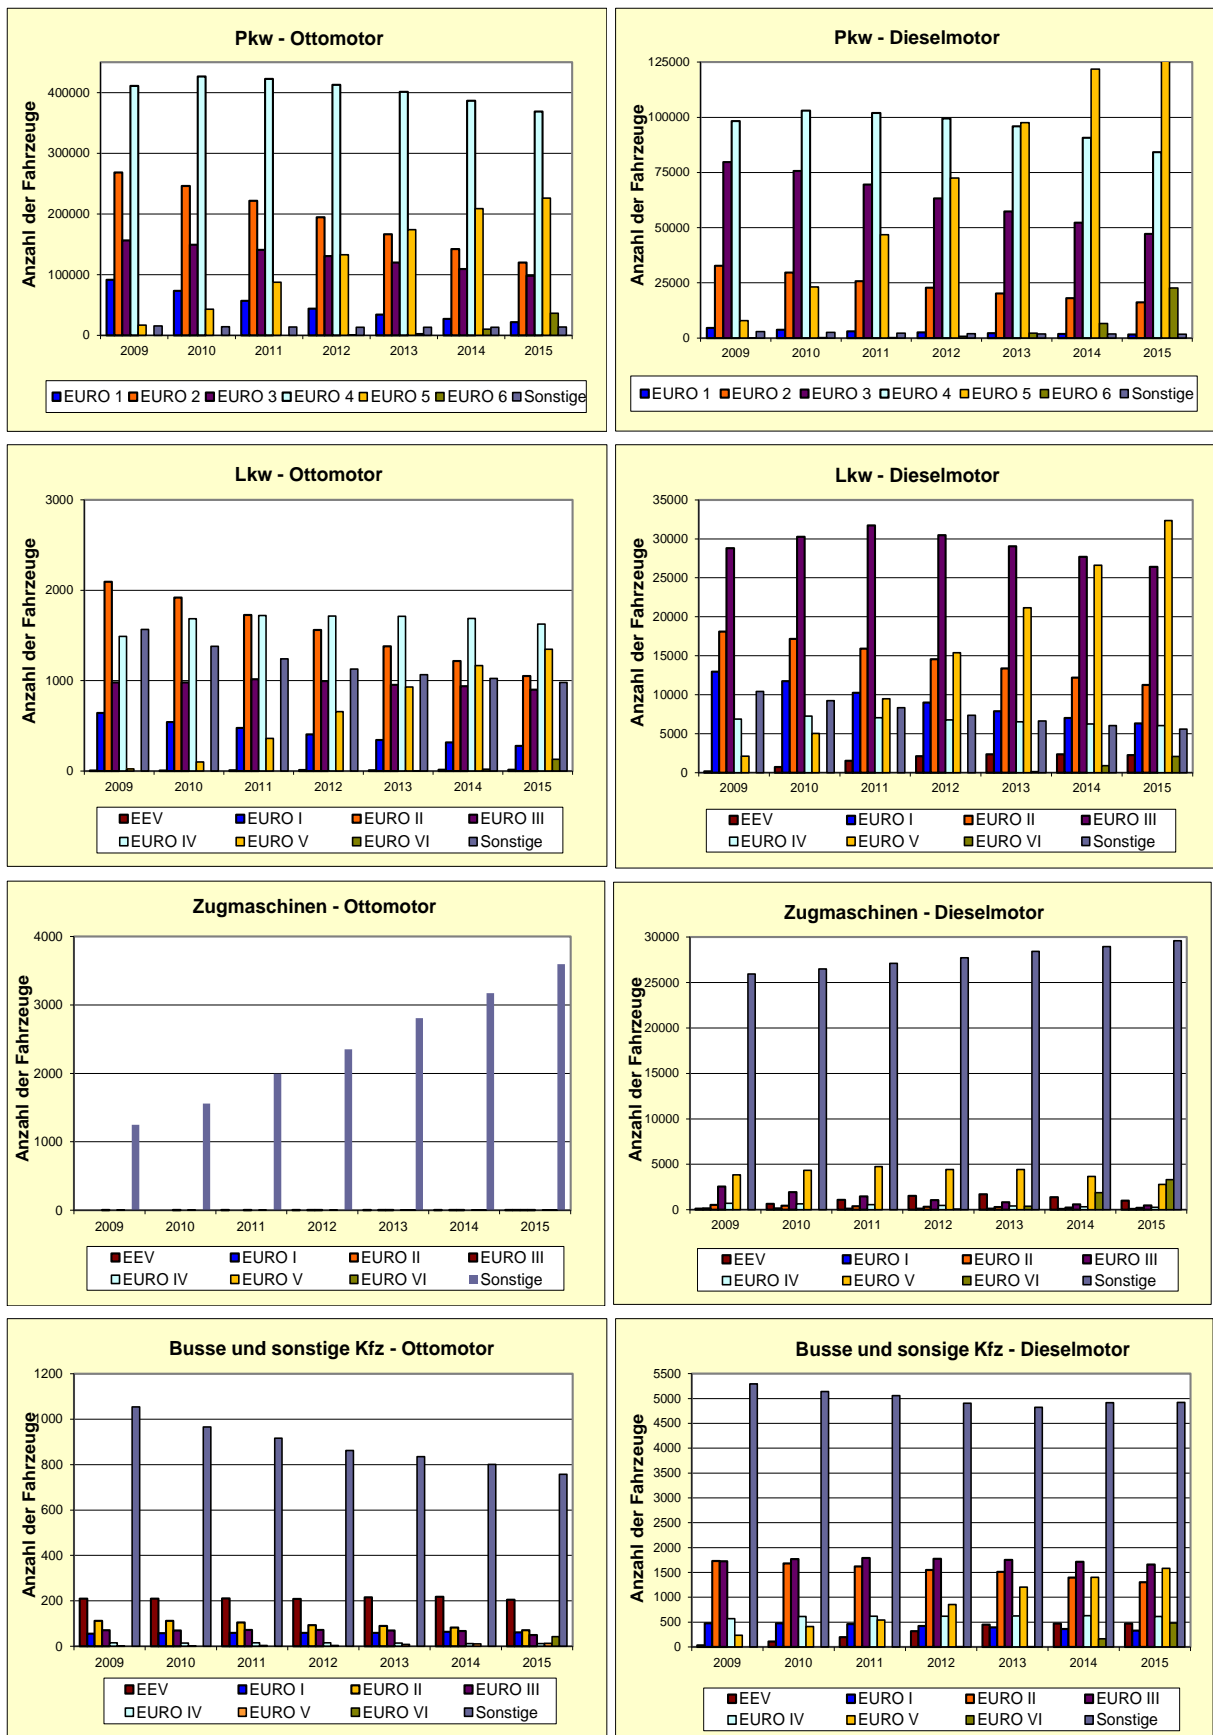 Pkw - Ottomotor
Anzahl der Fahrzeuge
400000
300000
200000
100000
0
2009 2010 2011 2012 2013 2014 2015
EURO 1 EURO 2 EURO 3 EURO 4 EURO 5 EURO 6 Sonstige
Pkw - Dieselmotor
Anzahl der Fahrzeuge
125000
100000
75000
50000
25000
0
2009 2010 2011 2012 2013 2014 2015
EURO 1 EURO 2 EURO 3 EURO 4 EURO 5 EURO 6 Sonstige
Lkw - Ottomotor
Anzahl der Fahrzeuge
3000
2000
1000
0
2009 2010 2011 2012 2013 2014 2015
EEV EURO I EURO II EURO III
EURO IV EURO V EURO VI Sonstige
Lkw - Dieselmotor
Anzahl der Fahrzeuge
35000
30000
25000
20000
15000
10000
5000
0
2009 2010 2011 2012 2013 2014 2015
EEV EURO I EURO II EURO III
EURO IV EURO V EURO VI Sonstige
Zugmaschinen - Ottomotor
Anzahl der Fahrzeuge
4000
3000
2000
1000
0
2009 2010 2011 2012 2013 2014 2015
EEV EURO I EURO II EURO III
EURO IV EURO V EURO VI Sonstige
Zugmaschinen - Dieselmotor
Anzahl der Fahrzeuge
30000
25000
20000
15000
10000
5000
0
2009 2010 2011 2012 2013 2014 2015
EEV EURO I EURO II EURO III
EURO IV EURO V EURO VI Sonstige
Busse und sonstige Kfz - Ottomotor
Anzahl der Fahrzeuge
1200
1000
800
600
400
200
0
2009 2010 2011 2012 2013 2014 2015
EEV EURO I EURO II EURO III
EURO IV EURO V EURO VI Sonstige
Busse und sonsige Kfz - Dieselmotor
Anzahl der Fahrzeuge
5500
5000
4500
4000
3500
3000
2500
2000
1500
1000
500
0
2009 2010 2011 2012 2013 2014 2015
EEV EURO I EURO II EURO III
EURO IV EURO V EURO VI Sonstige